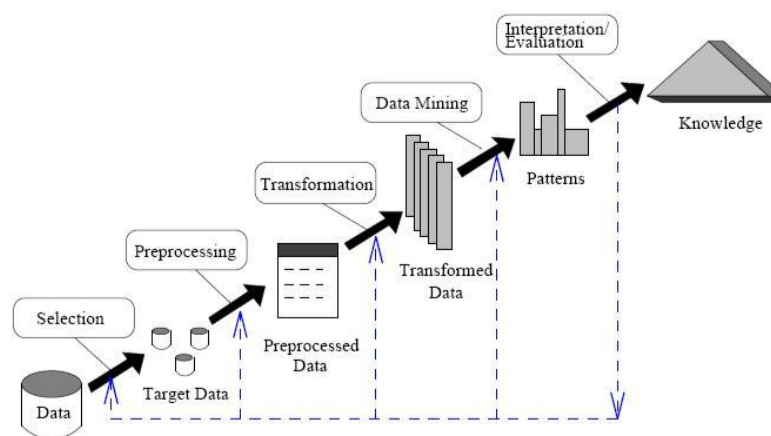 Interpretation/
Evaluation
Data Mining
Knowledge
Transformation
Patterns
Preprocessing
Transformed
Data
Selection
Preprocessed
Data
Target Data
Data